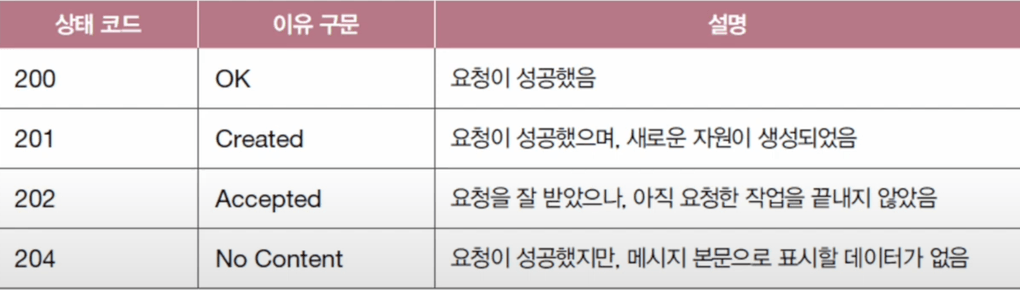 상태 코드 이유 구문 설명
200 OK 요청이 성공했음
201 Created 요청이 성공했으며, 새로운 자원이 생성되었음
202 Accepted 요청을 잘 받았으나, 아직 요청한 작업을 끝내지 않았음
204 No Content 요청이 성공했지만, 메시지 본문으로 표시할 데이터가 없음